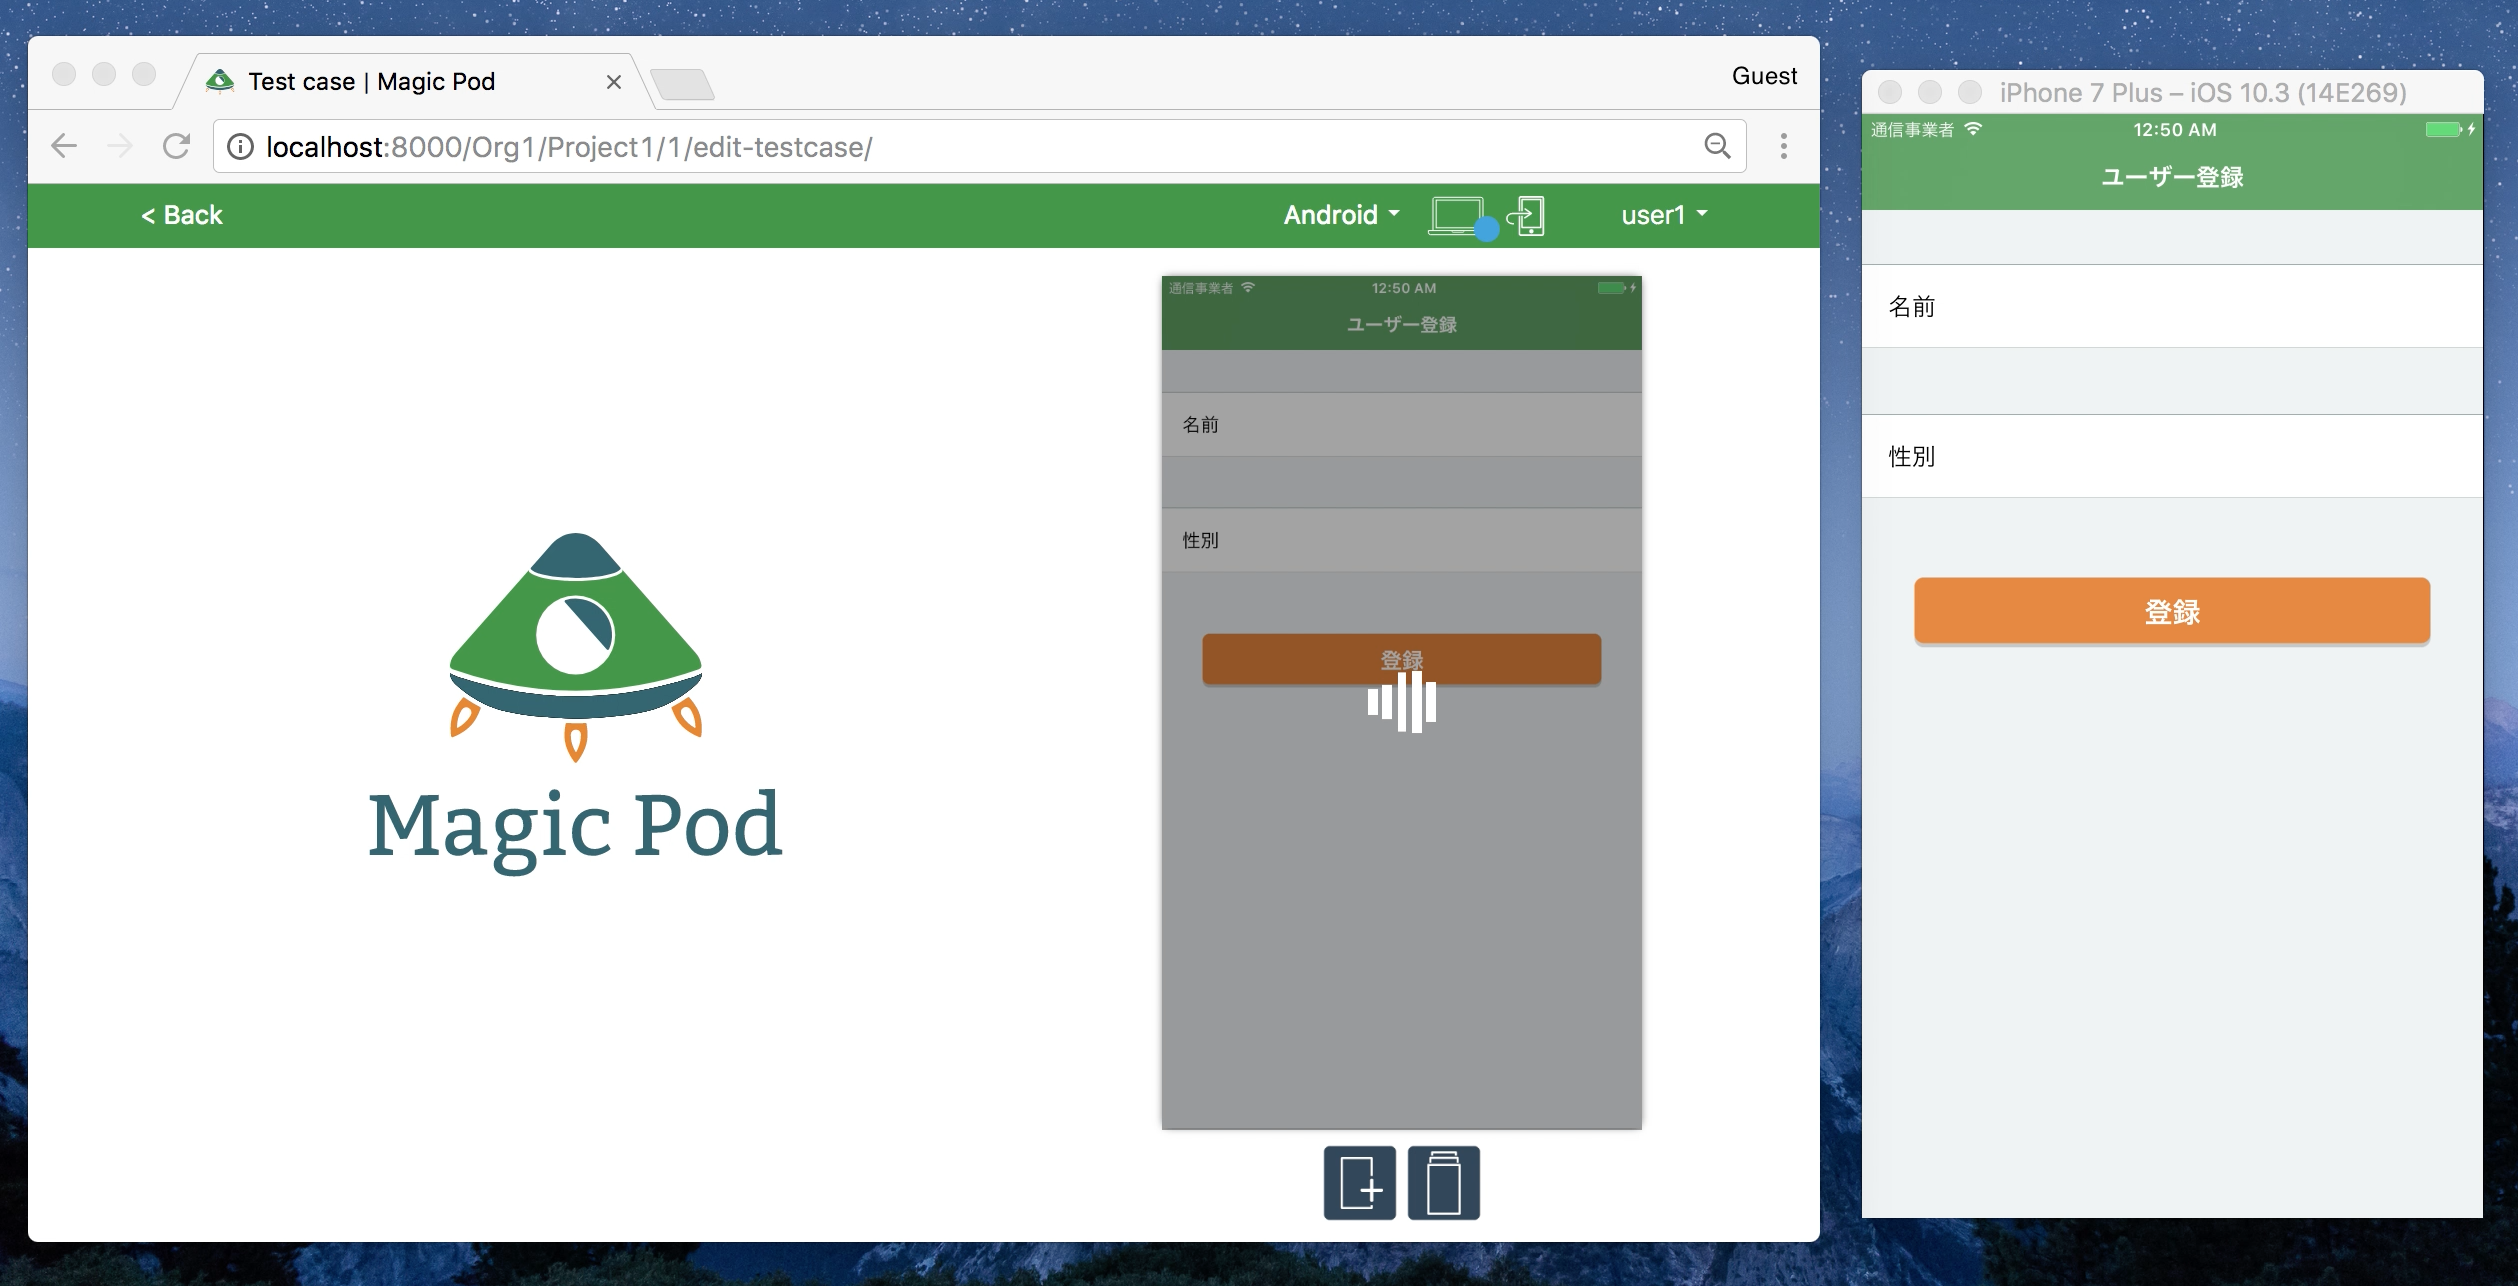 Test case | Magic Pod
Guest
localhost:8000/Org1/Project1/1/edit-testcase/
< Back
Android
user1
Magic Pod
通信事業者
12:50 AM
ユーザー登録
名前
性別
登録
iPhone 7 Plus – iOS 10.3 (14E269)
通信事業者
12:50 AM
ユーザー登録
名前
性別
登録